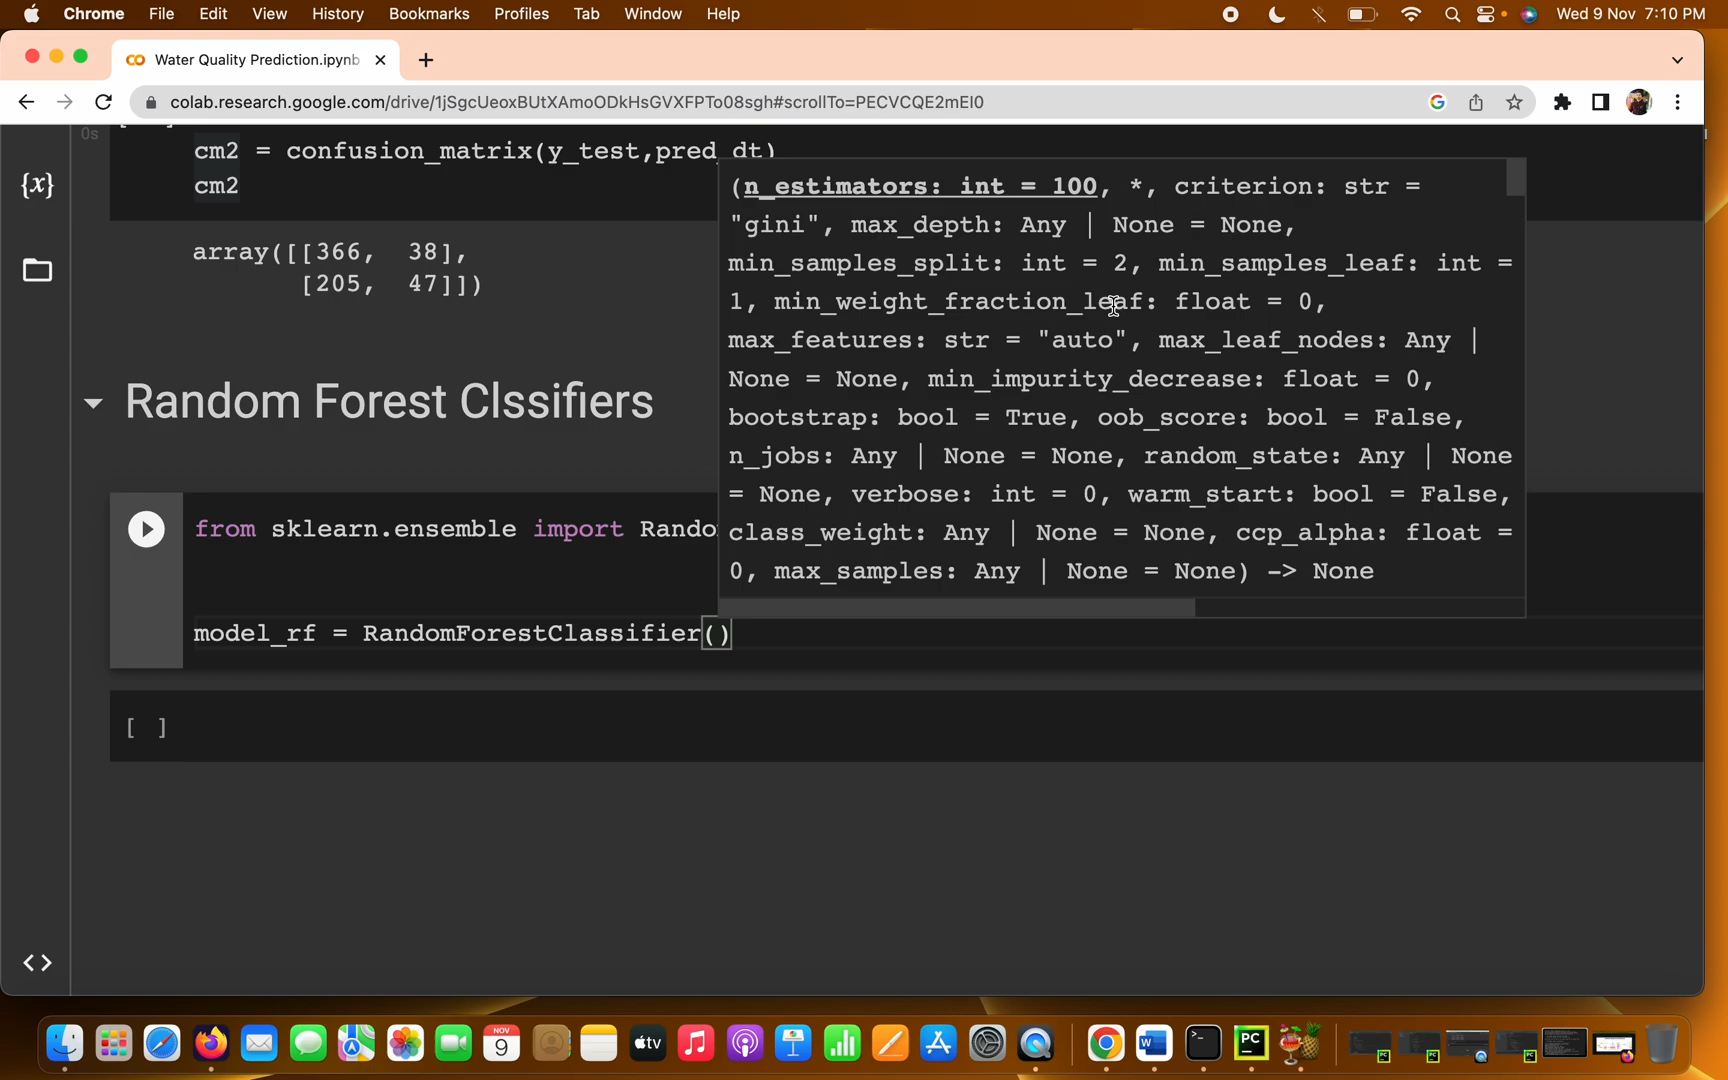 Chrome File Edit View History Bookmarks Profiles Tab Window Help Wed 9 Nov 7:10 PM
Water Quality Prediction.ipynb
colab.research.google.com/drive/1jSgcUeoxBUtXAmoODkHsGVXFPTo08sgh#scrollTo=PECVCQE2mEI0
0s
cm2 = confusion_matrix(y_test,pred_dt)
cm2
array([[366, 38],
[205, 47]])
Random Forest Clssifiers
from sklearn.ensemble import Rando
model_rf = RandomForestClassifier()
(n_estimators: int = 100, *, criterion: str =
"gini", max_depth: Any | None = None,
min_samples_split: int = 2, min_samples_leaf: int =
1, min_weight_fraction_leaf: float = 0,
max_features: str = "auto", max_leaf_nodes: Any |
None = None, min_impurity_decrease: float = 0,
bootstrap: bool = True, oob_score: bool = False,
n_jobs: Any | None = None, random_state: Any | None
= None, verbose: int = 0, warm_start: bool = False,
class_weight: Any | None = None, ccp_alpha: float =
0, max_samples: Any | None = None) -> None
[ ]
NOV
9
tv
PC